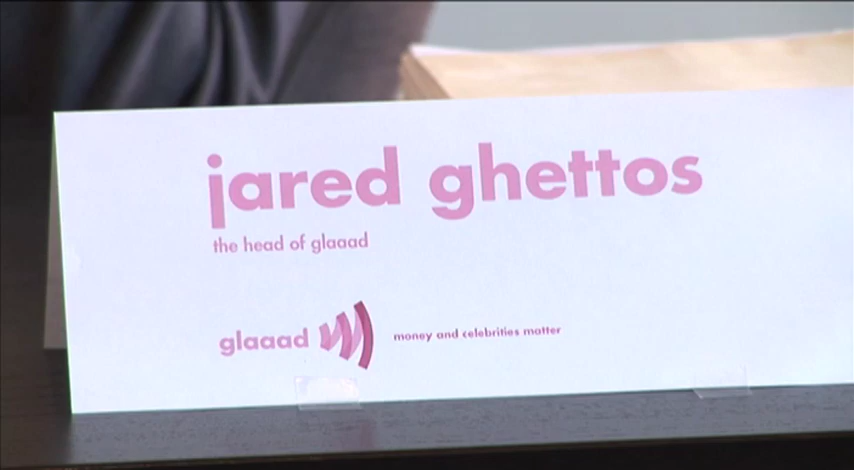 jared ghettos
the head of glaaad
glaaad
money and celebrities matter